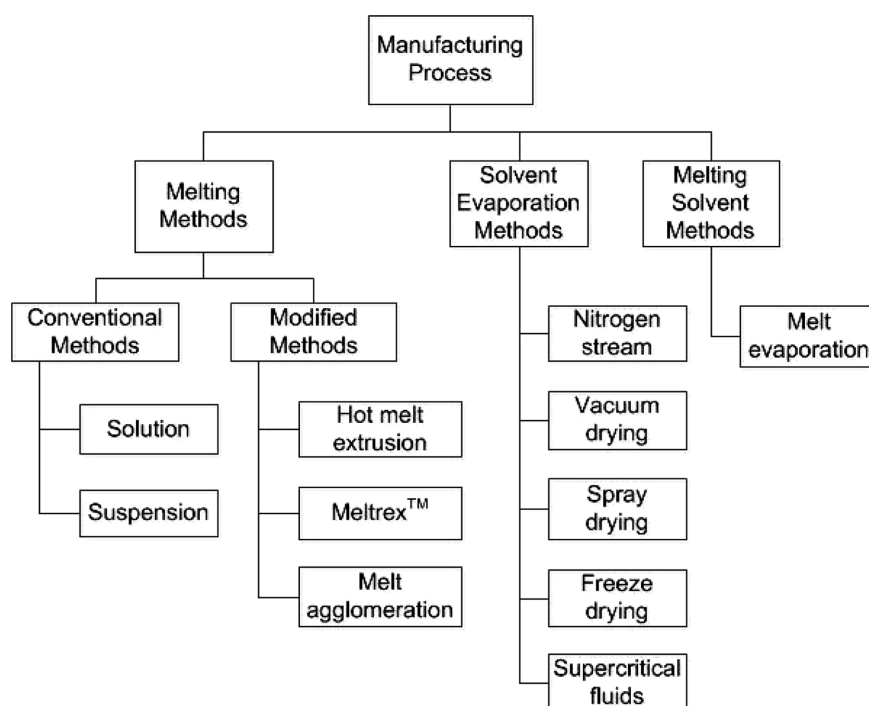 Manufacturing
Process
Melting
Methods
Solvent
Evaporation
Methods
Melting
Solvent
Methods
Conventional
Methods
Modified
Methods
Nitrogen
stream
Melt
evaporation
Solution
Hot melt
extrusion
Vacuum
drying
Suspension
Meltrex™
Spray
drying
Melt
agglomeration
Freeze
drying
Supercritical
fluids